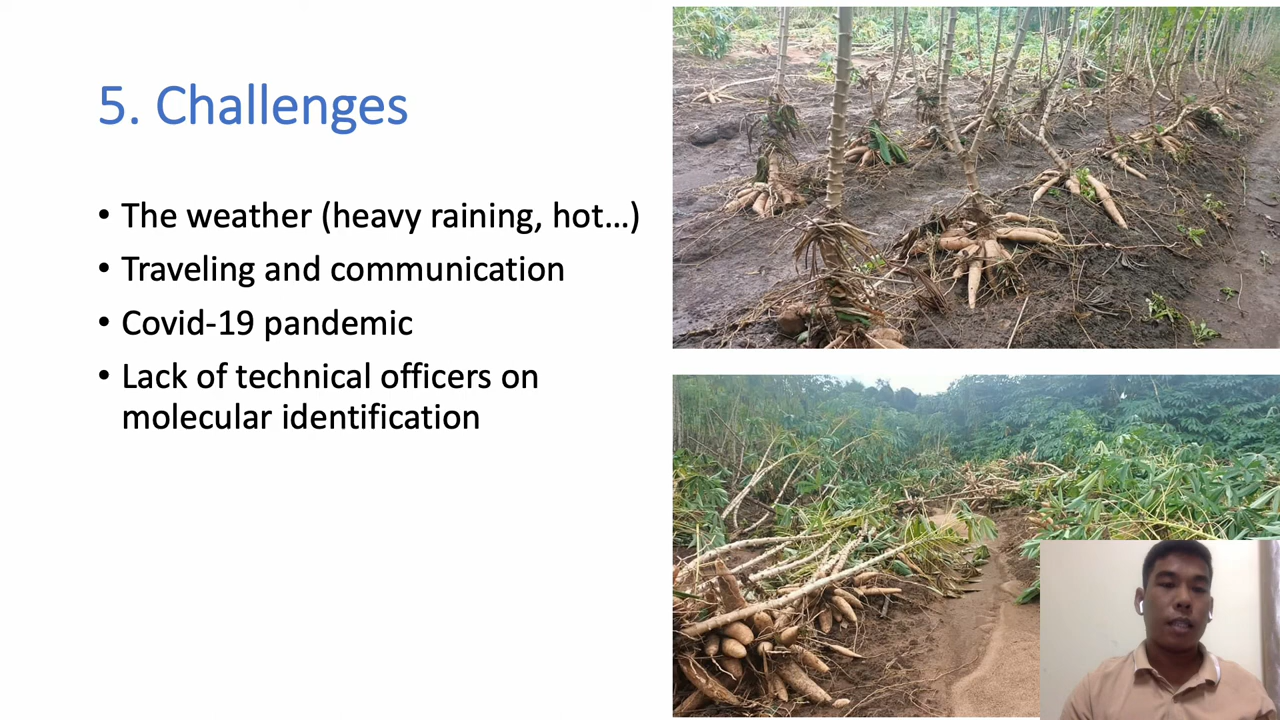 5. Challenges
• The weather (heavy raining, hot...)
• Traveling and communication
• Covid-19 pandemic
• Lack of technical officers on
molecular identification